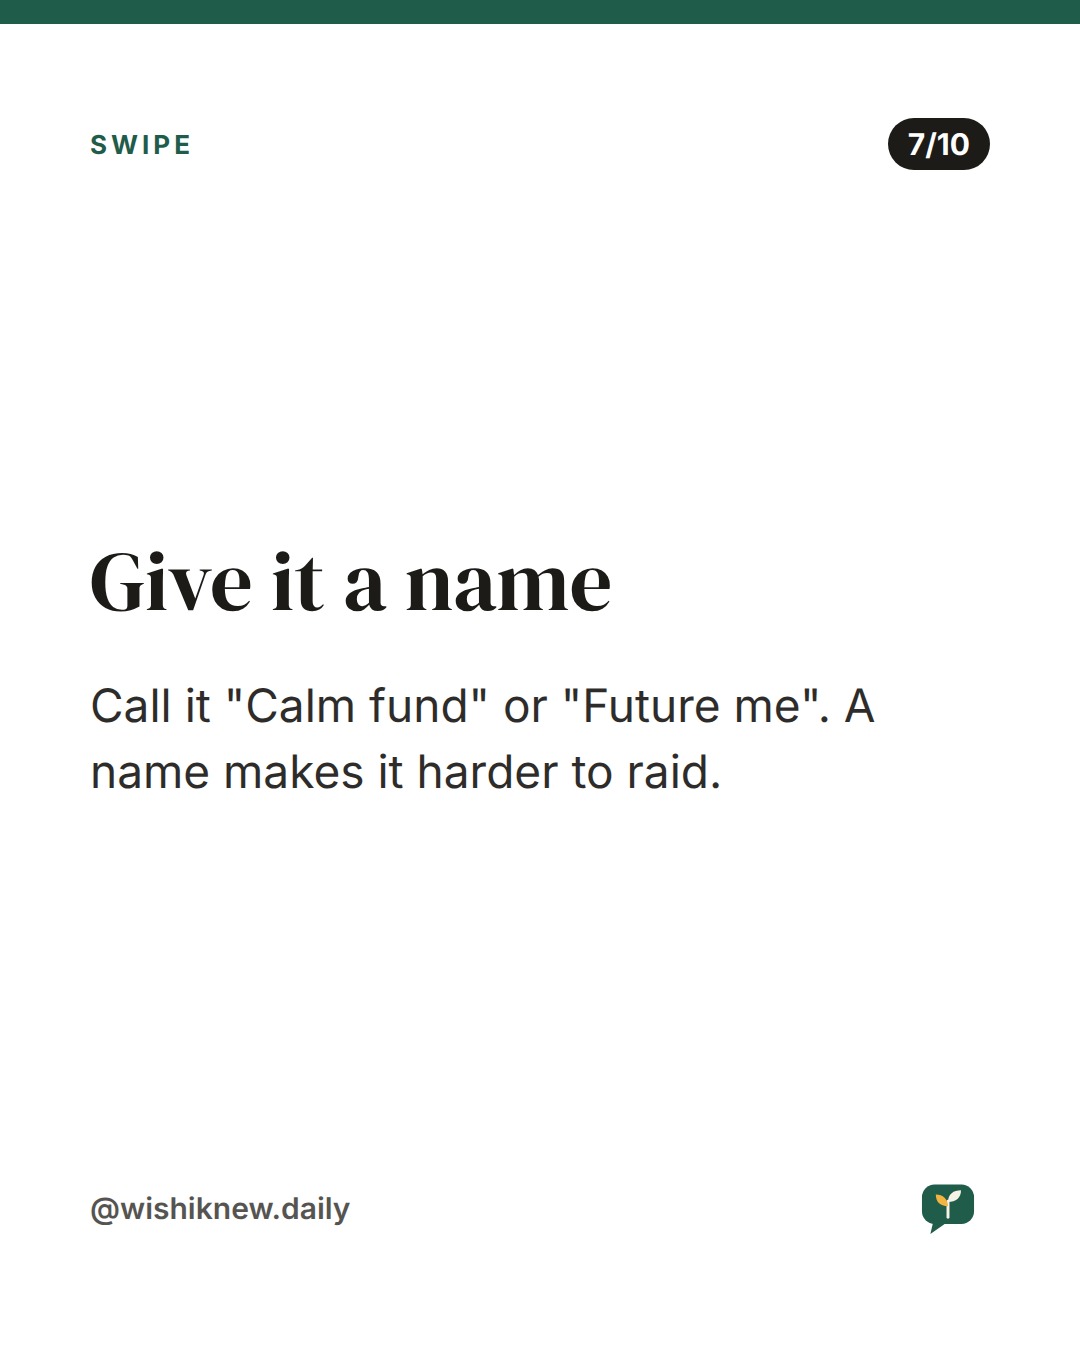 SWIPE
7/10
Give it a name
Call it "Calm fund" or "Future me". A
name makes it harder to raid.
@wishiknew.daily